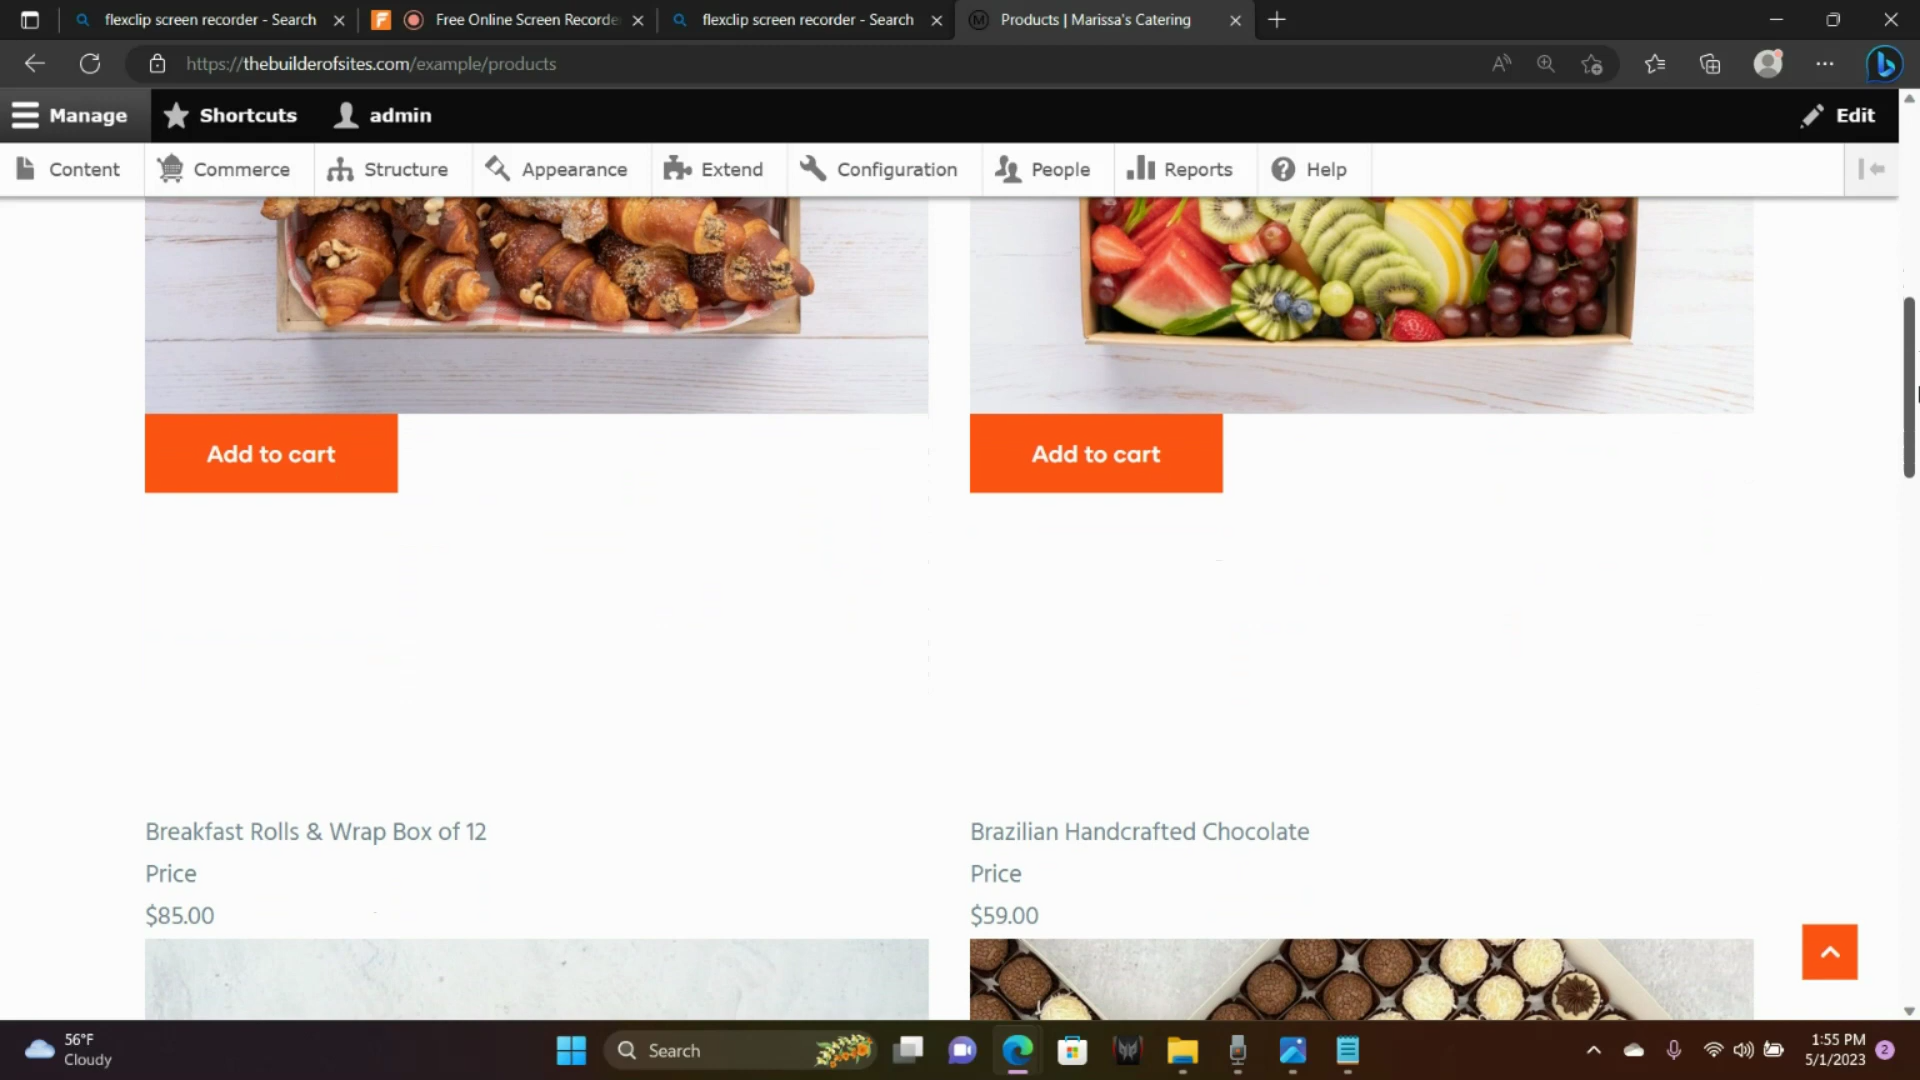 flexclip screen recorder - Search
Free Online Screen Recorde
flexclip screen recorder - Search
Products | Marissa's Catering
https://thebuilderofsites.com/example/products
Manage
Shortcuts
admin
Edit
Content
Commerce
Structure
Appearance
Extend
Configuration
People
Reports
Help
Add to cart
Add to cart
Breakfast Rolls & Wrap Box of 12
Price
$85.00
Brazilian Handcrafted Chocolate
Price
$59.00
56°F
Cloudy
Search
1:55 PM
5/1/2023
2